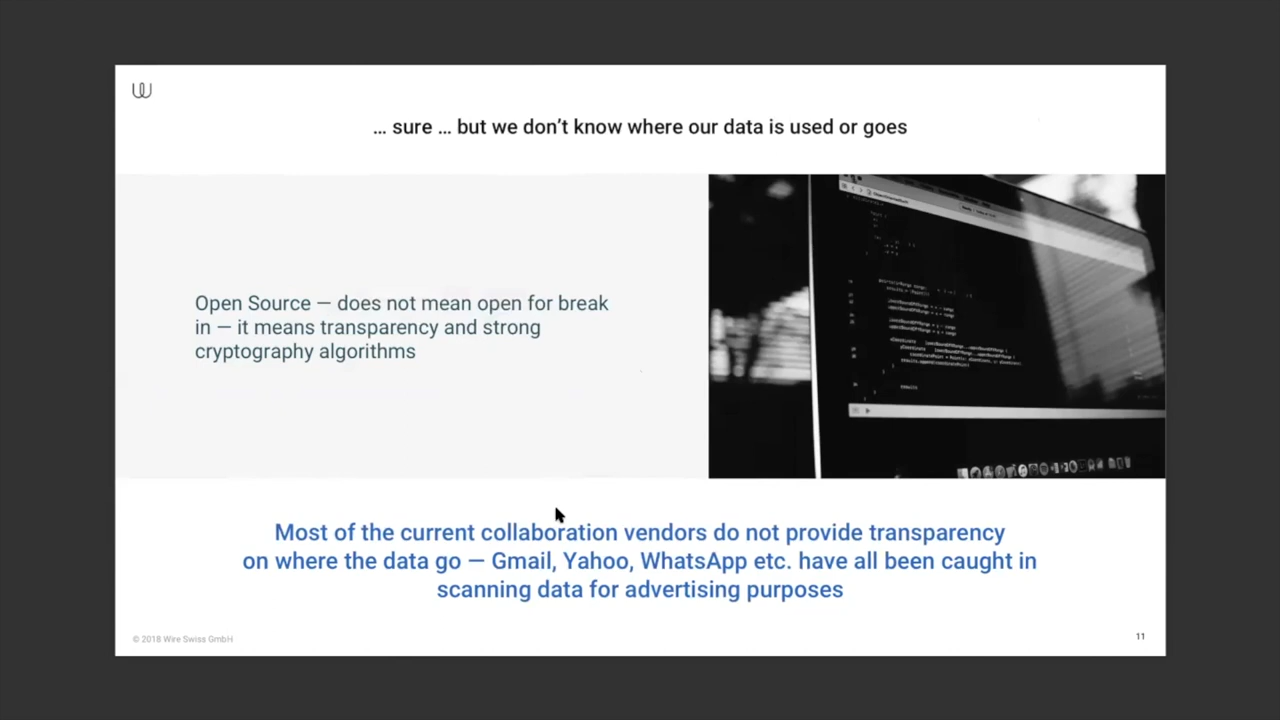 … sure … but we don’t know where our data is used or goes
Open Source — does not mean open for break
in — it means transparency and strong
cryptography algorithms
Most of the current collaboration vendors do not provide transparency
on where the data go — Gmail, Yahoo, WhatsApp etc. have all been caught in
scanning data for advertising purposes
© 2018 Wire Swiss GmbH
11